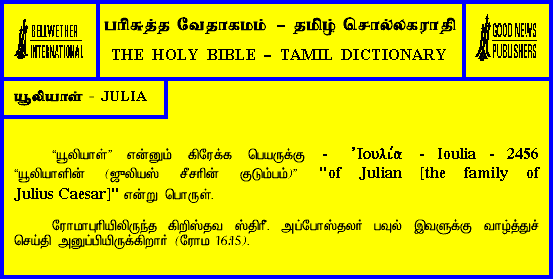 BELLWETHER
INTERNATIONAL
பரிசுத்த வேதாகமம் – தமிழ் சொல்லகராதி
THE HOLY BIBLE – TAMIL DICTIONARY
GOOD NEWS
PUBLISHERS
யூலியாள் - JULIA
“யூலியாள்” என்னும் கிரேக்க பெயருக்கு - Ἰουλία - Ioulia - 2456
“யூலியாளின் (ஜுலியஸ் சீசரின் குடும்பம்)” "of Julian [the family of
Julius Caesar]" என்று பொருள்.
ரோமாபுரியிலிருந்த கிறிஸ்தவ ஸ்திரீ. அப்போஸ்தலர் பவுல் இவளுக்கு வாழ்த்துச்
செய்தி அனுப்பியிருக்கிறார் (ரோம 16:15).